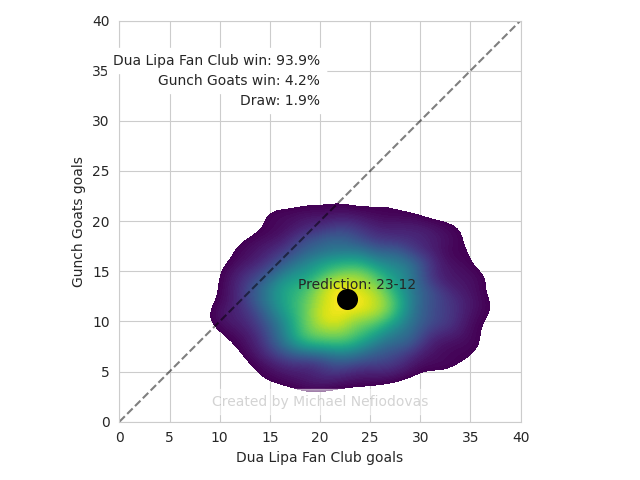 40
35
30
25
20
15
10
5
0
Gunch Goats goals
Dua Lipa Fan Club win: 93.9%
Gunch Goats win: 4.2%
Draw: 1.9%
Prediction: 23-12
Created by Michael Nefiodovas
0 5 10 15 20 25 30 35 40
Dua Lipa Fan Club goals